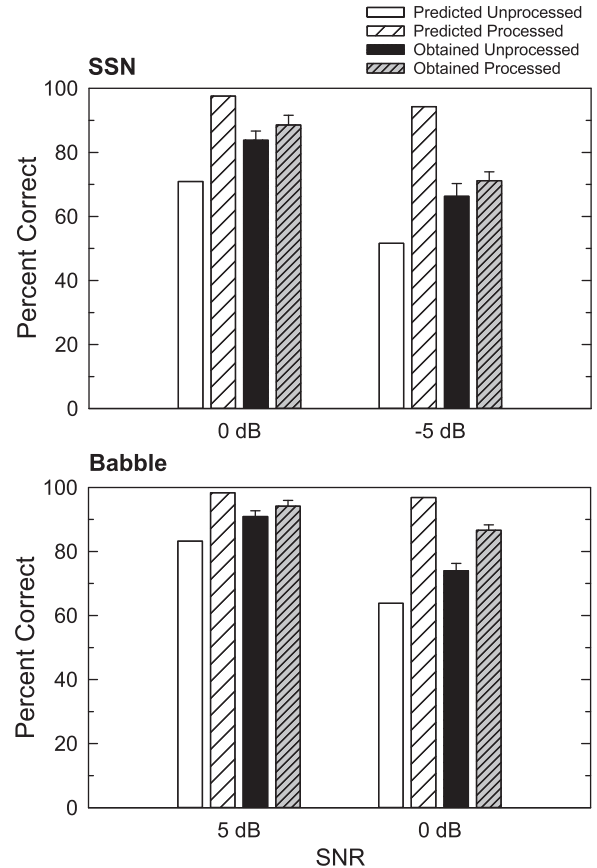 Predicted Unprocessed
Predicted Processed
Obtained Unprocessed
Obtained Processed
SSN
100
80
60
40
20
0
Percent Correct
0 dB
-5 dB
Babble
100
80
60
40
20
0
Percent Correct
5 dB
0 dB
SNR